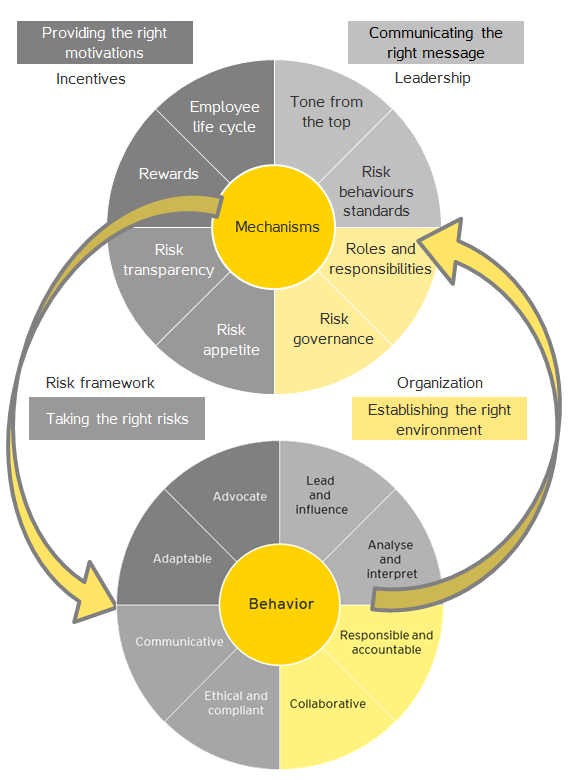 Providing the right
motivations
Incentives
Communicating the
right message
Leadership
Employee
life cycle
Tone from
the top
Rewards
Risk
behaviours
standards
Mechanisms
Risk
transparency
Roles and
responsibilities
Risk
appetite
Risk
governance
Risk framework
Taking the right risks
Organization
Establishing the right
environment
Advocate
Lead
and
influence
Adaptable
Analyse
and
interpret
Behavior
Communicative
Responsible and
accountable
Ethical and
compliant
Collaborative